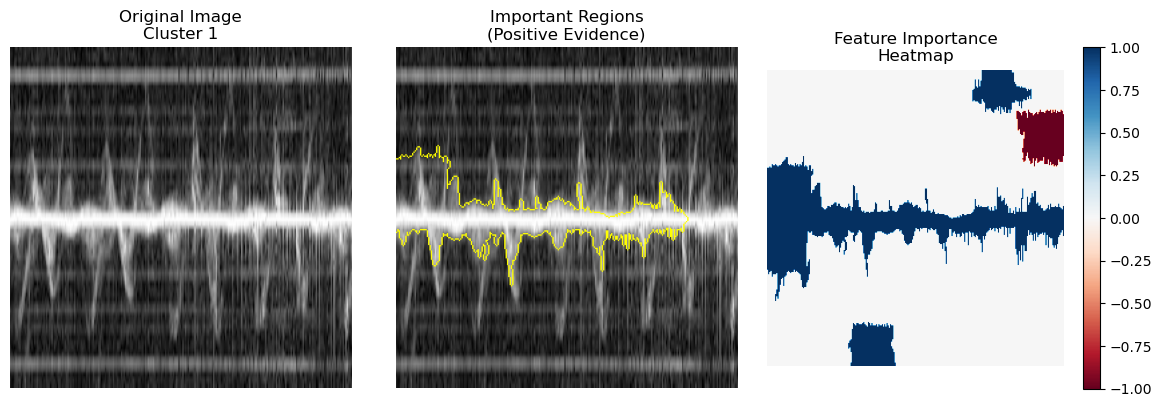 Original Image
Cluster 1
Important Regions
(Positive Evidence)
Feature Importance
Heatmap
1.00
0.75
0.50
0.25
0.00
−0.25
−0.50
−0.75
−1.00